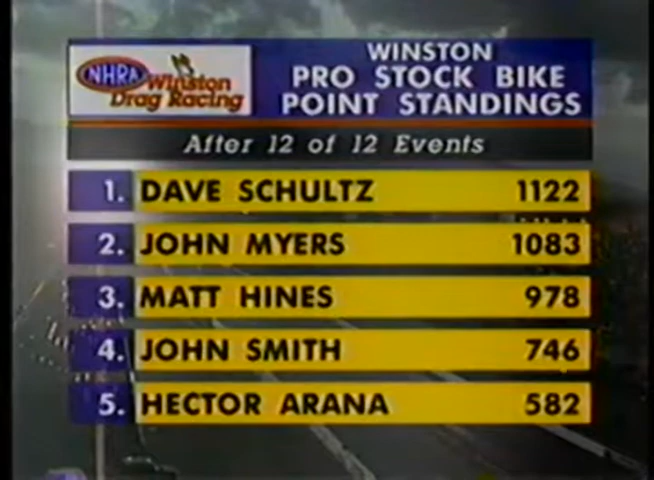 NHRA
Winston
Drag Racing
WINSTON
PRO STOCK BIKE
POINT STANDINGS
After 12 of 12 Events
1. DAVE SCHULTZ 1122
2. JOHN MYERS 1083
3. MATT HINES 978
4. JOHN SMITH 746
5. HECTOR ARANA 582